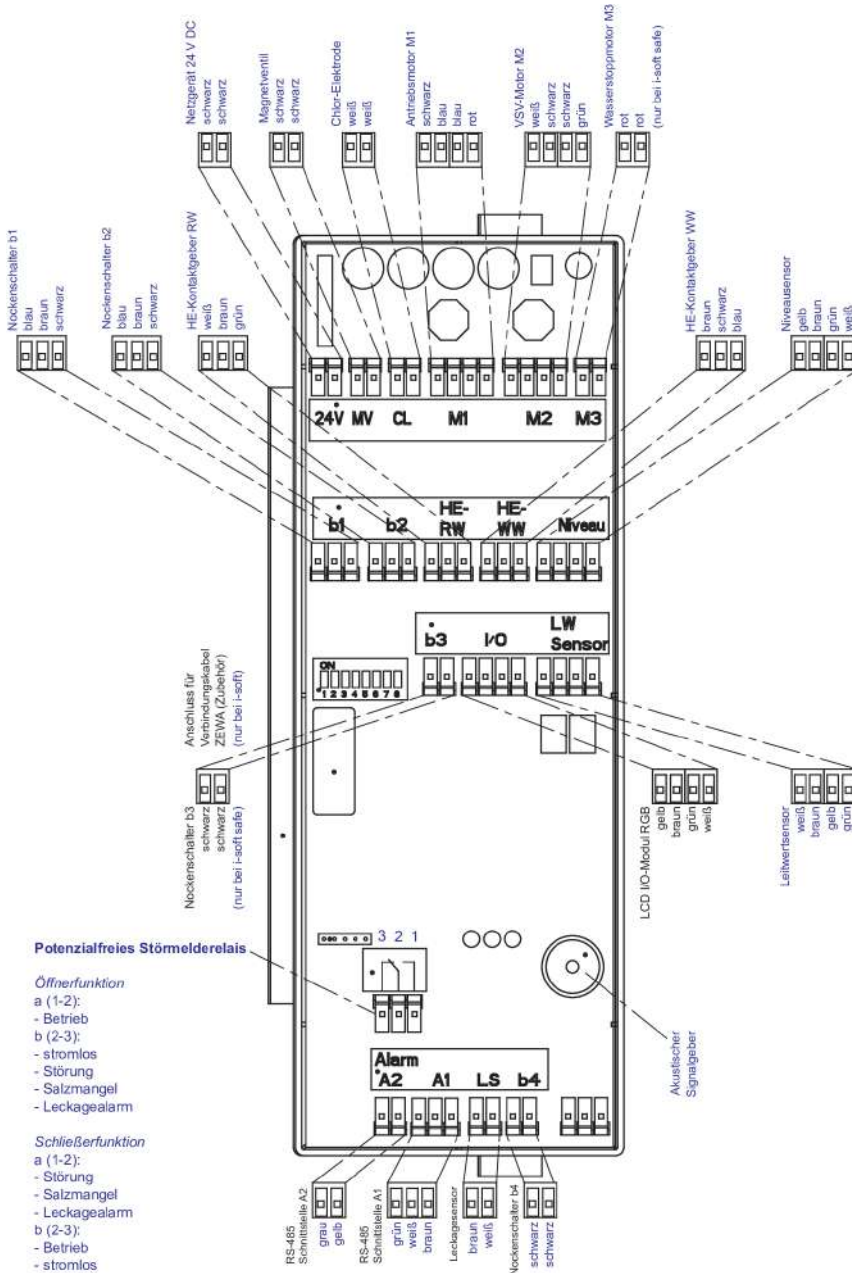 Netzgerät 24 V DC
schwarz
schwarz
Magnetventil
schwarz
schwarz
Chlor-Elektrode
weiß
weiß
Antriebsmotor M1
schwarz
blau
blau
rot
VSV-Motor M2
weiß
schwarz
schwarz
grün
Wasserstoppmotor M3
rot
rot
(nur bei i-soft safe)
Nockenschalter b1
blau
braun
schwarz
Nockenschalter b2
blau
braun
schwarz
HE-Kontaktgeber RW
weiß
braun
grün
HE-Kontaktgeber WW
braun
schwarz
blau
Niveausensor
gelb
braun
grün
weiß
24V MV CL M1 M2 M3
b1 b2 HE-RW HE-WW Niveau
b3 I/O LW Sensor
ON
1 2 3 4 5 6 7 8
Anschluss für
Verbindungskabel
ZEWA (Zubehör)
(nur bei i-soft)
Nockenschalter b3
schwarz
schwarz
(nur bei i-soft safe)
LCD I/O-Modul RGB
gelb
braun
grün
weiß
Leitwertsensor
weiß
braun
gelb
grün
Potenzialfreies Störmelderelais
3 2 1
Öffnerfunktion
a (1-2):
- Betrieb
b (2-3):
- stromlos
- Störung
- Salzmangel
- Leckagealarm
Schließerfunktion
a (1-2):
- Störung
- Salzmangel
- Leckagealarm
b (2-3):
- Betrieb
- stromlos
Akustischer
Signalgeber
Alarm
A2 A1 LS b4
RS-485
Schnittstelle A2
grau
gelb
RS-485
Schnittstelle A1
grün
weiß
braun
Leckagesensor
braun
weiß
Nockenschalter b4
schwarz
schwarz